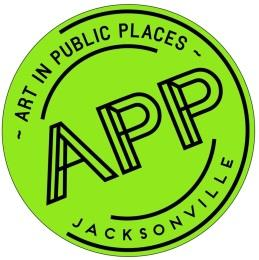 ~ ART IN PUBLIC PLACES ~
APP
JACKSONVILLE